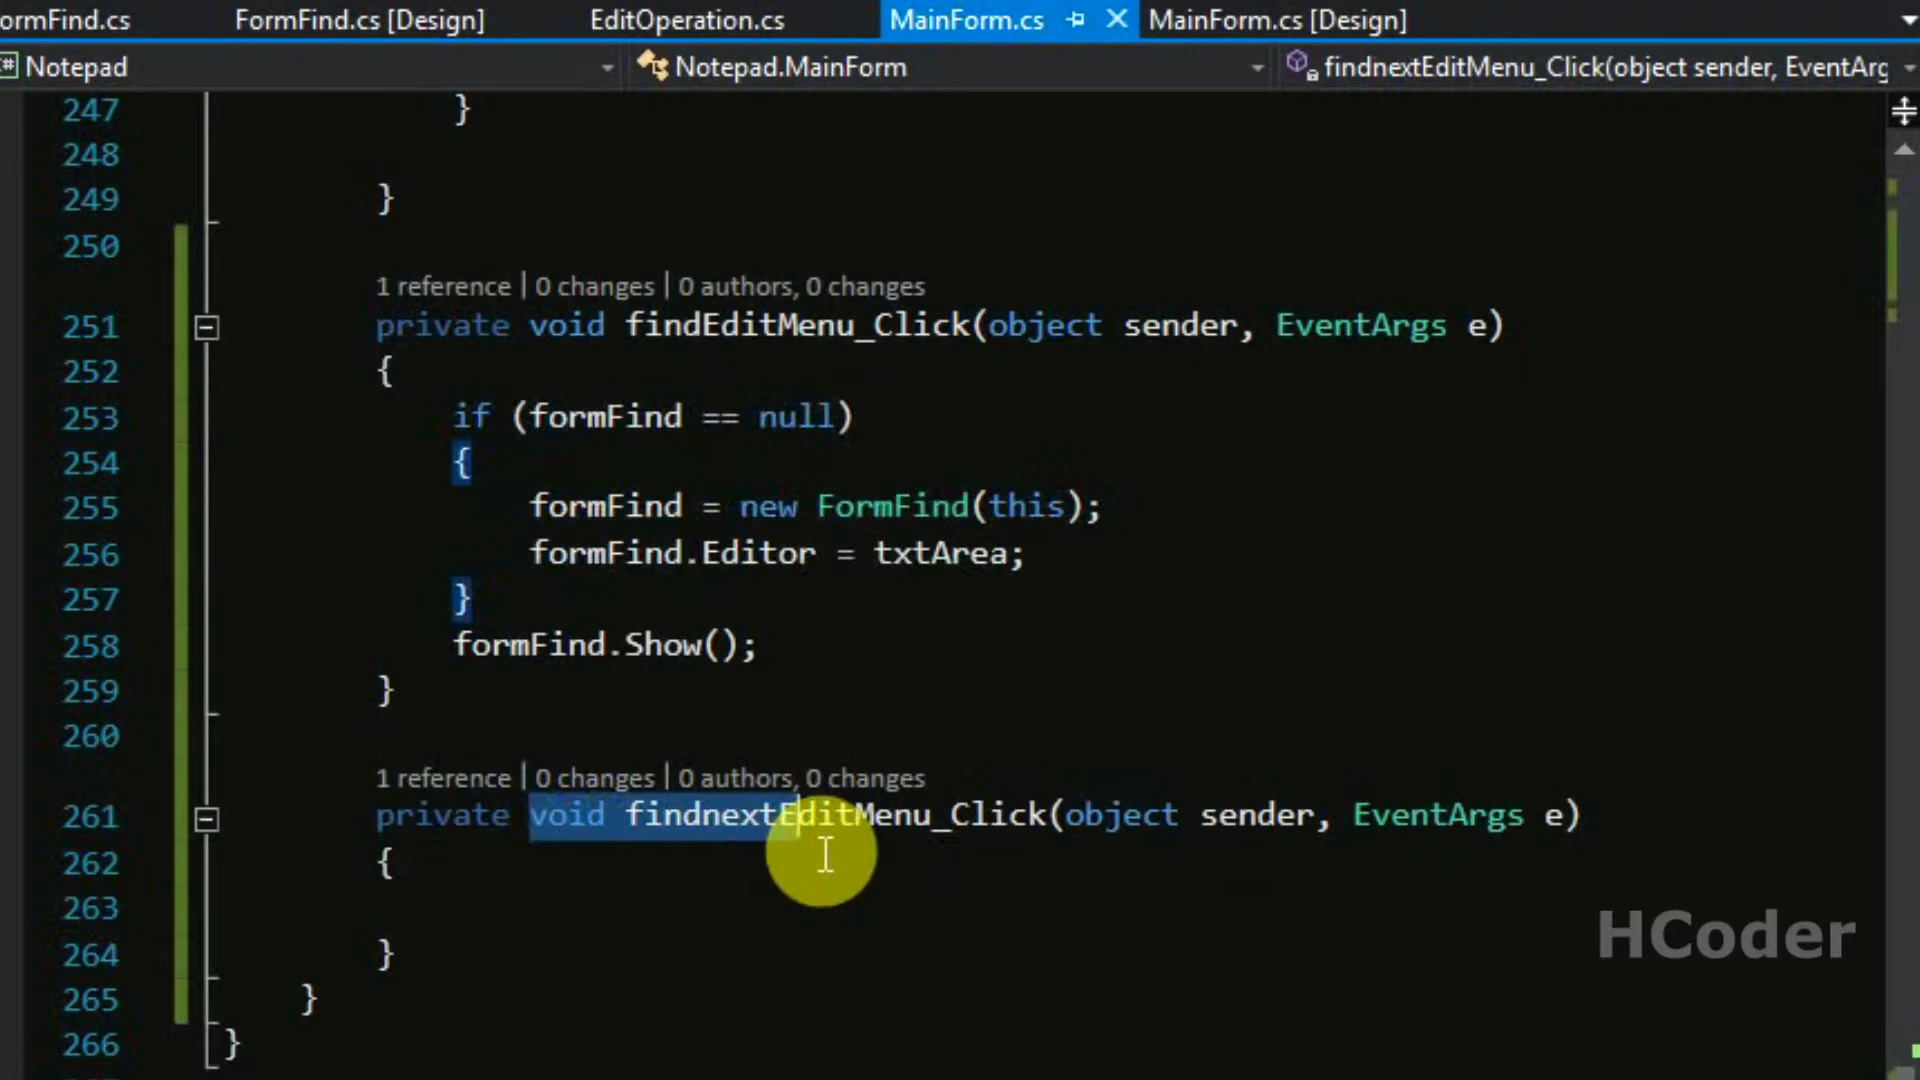 ormFind.cs FormFind.cs [Design] EditOperation.cs MainForm.cs MainForm.cs [Design]
Notepad Notepad.MainForm findnextEditMenu_Click(object sender, EventArg
247 }
248
249 }
250
1 reference | 0 changes | 0 authors, 0 changes
251 private void findEditMenu_Click(object sender, EventArgs e)
252 {
253 if (formFind == null)
254 {
255 formFind = new FormFind(this);
256 formFind.Editor = txtArea;
257 }
258 formFind.Show();
259 }
260
1 reference | 0 changes | 0 authors, 0 changes
261 private void findnextEditMenu_Click(object sender, EventArgs e)
262 {
263
264 }
265 }
266 }
HCoder